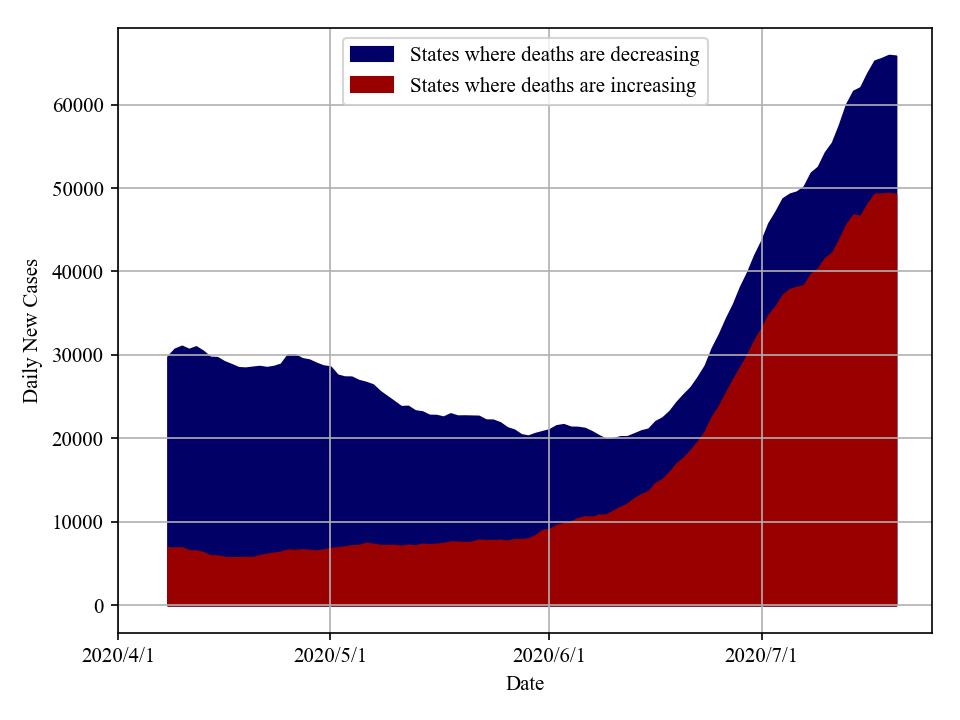 States where deaths are decreasing
States where deaths are increasing
60000
50000
40000
30000
20000
10000
0
Daily New Cases
2020/4/1 2020/5/1 2020/6/1 2020/7/1
Date